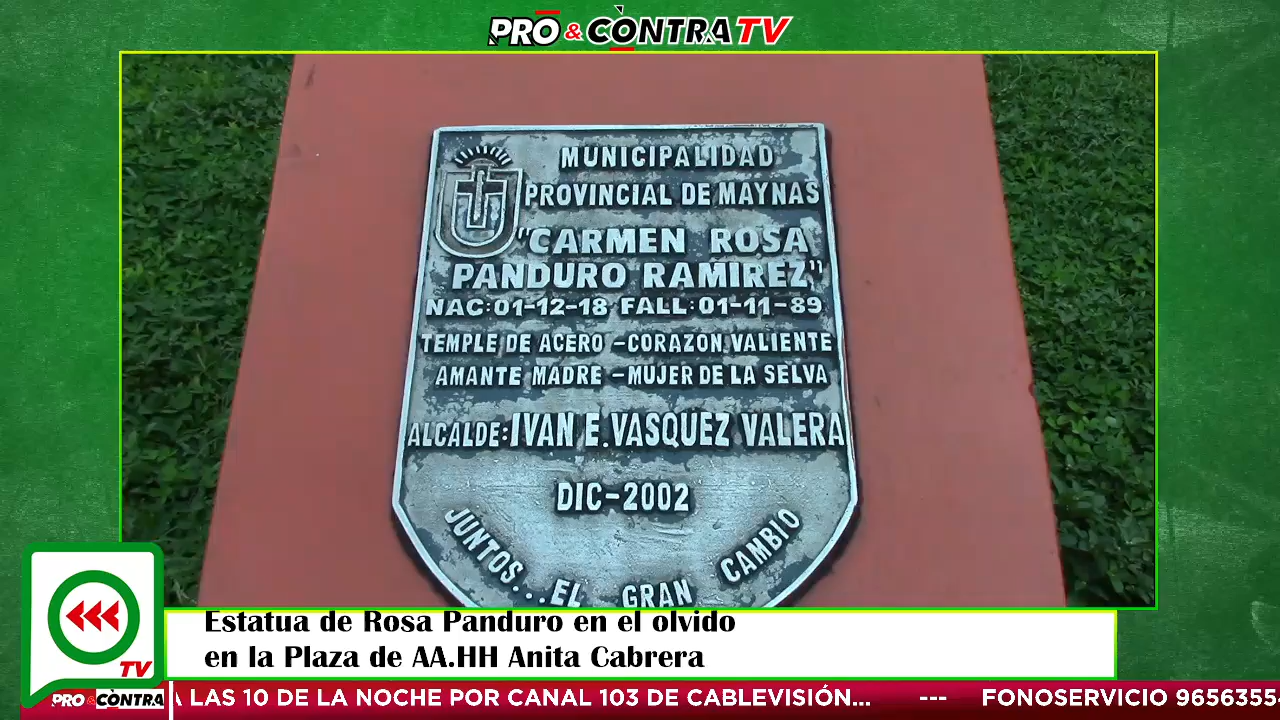 PRO & CÒNTRA TV
MUNICIPALIDAD
PROVINCIAL DE MAYNAS
"CARMEN ROSA
PANDURO RAMIREZ"
NAC:01-12-18 FALL:01-11-89
TEMPLE DE ACERO -CORAZON VALIENTE
AMANTE MADRE -MUJER DE LA SELVA
ALCALDE: IVAN E. VASQUEZ VALERA
DIC-2002
JUNTOS... EL GRAN CAMBIO
Estatua de Rosa Panduro en el olvido
en la Plaza de AA.HH Anita Cabrera
TV
PRO & CÒNTRA
A LAS 10 DE LA NOCHE POR CANAL 103 DE CABLEVISIÓN... --- FONOSERVICIO 9656355